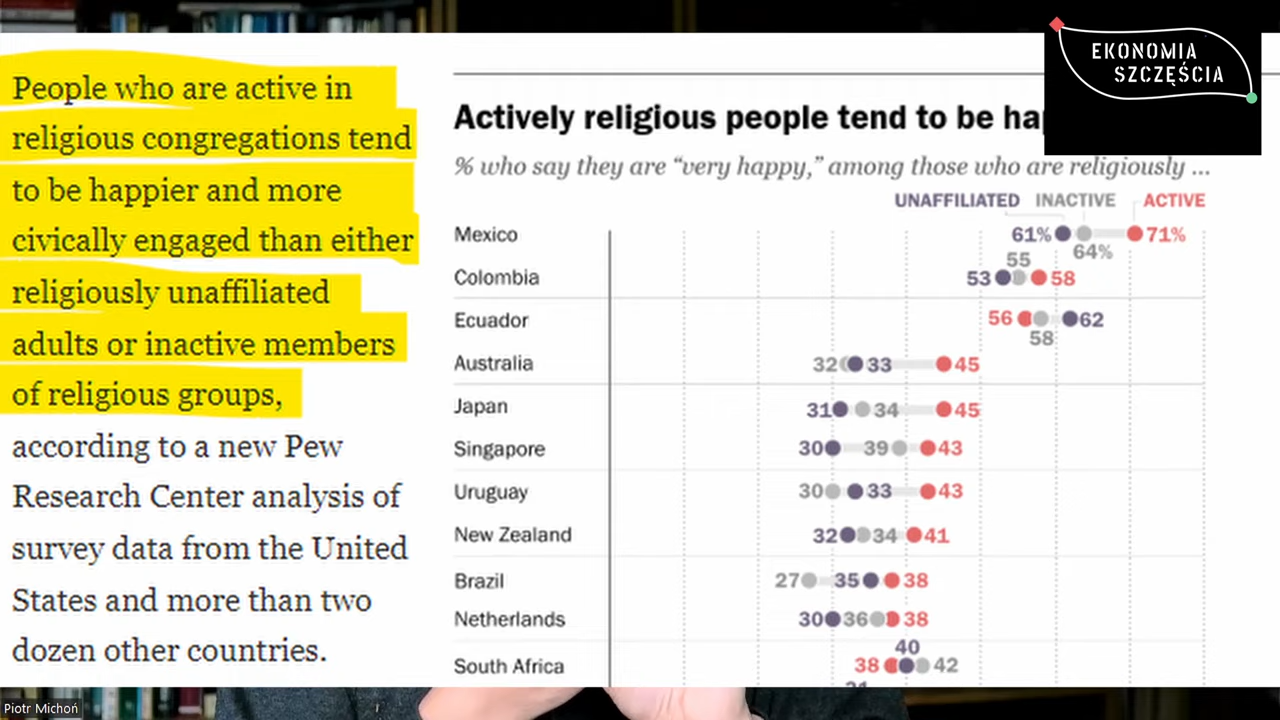 People who are active in
religious congregations tend
to be happier and more
civically engaged than either
religiously unaffiliated
adults or inactive members
of religious groups,
according to a new Pew
Research Center analysis of
survey data from the United
States and more than two
dozen other countries.
EKONOMIA
SZCZĘŚCIA
Actively religious people tend to be
% who say they are “very happy,” among those who are religiously ...
UNAFFILIATED INACTIVE ACTIVE
Mexico 61% 64% 71%
Colombia 53 55 58
Ecuador 56 58 62
Australia 32 33 45
Japan 31 34 45
Singapore 30 39 43
Uruguay 30 33 43
New Zealand 32 34 41
Brazil 27 35 38
Netherlands 30 36 38
South Africa 38 40 42
Piotr Michoń